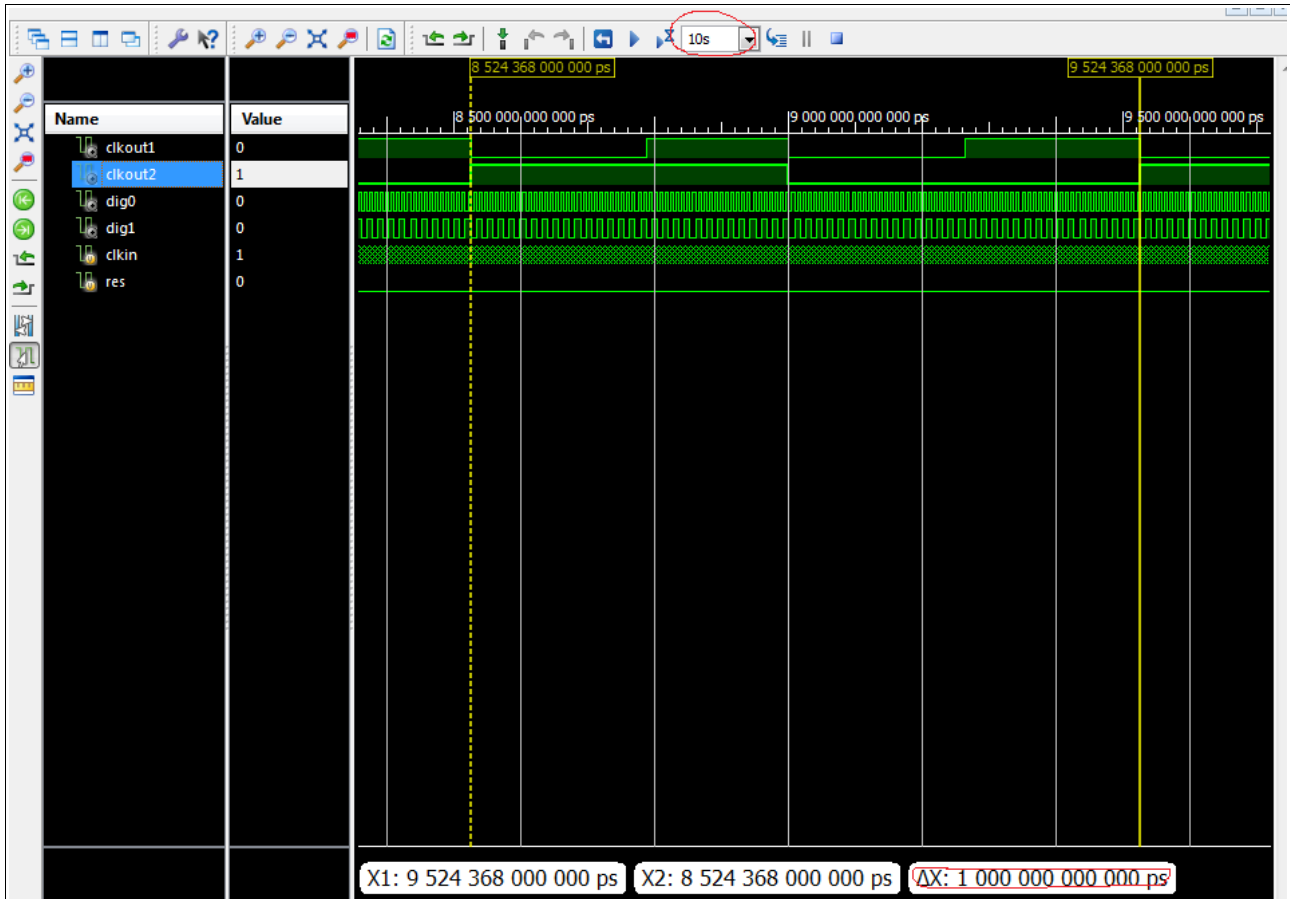 10s
8 524 368 000 000 ps
9 524 368 000 000 ps
Name
Value
8 500 000 000 000 ps
9 000 000 000 000 ps
9 500 000 000 000 ps
clkout1
0
clkout2
1
dig0
0
dig1
0
clkin
1
res
0
X1: 9 524 368 000 000 ps
X2: 8 524 368 000 000 ps
ΔX: 1 000 000 000 000 ps